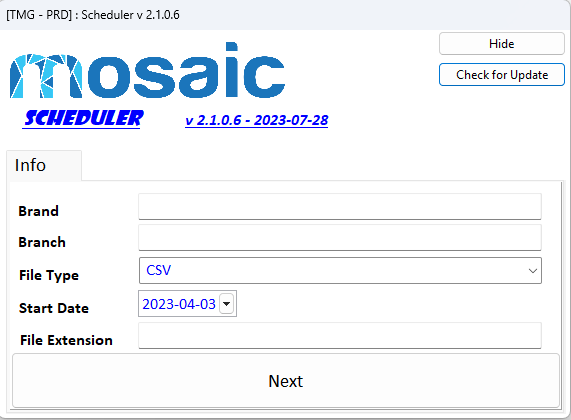 [TMG - PRD] : Scheduler v 2.1.0.6
Hide
mosaic
Check for Update
SCHEDULER
v 2.1.0.6 - 2023-07-28
Info
Brand
Branch
File Type CSV
Start Date 2023-04-03
File Extension
Next